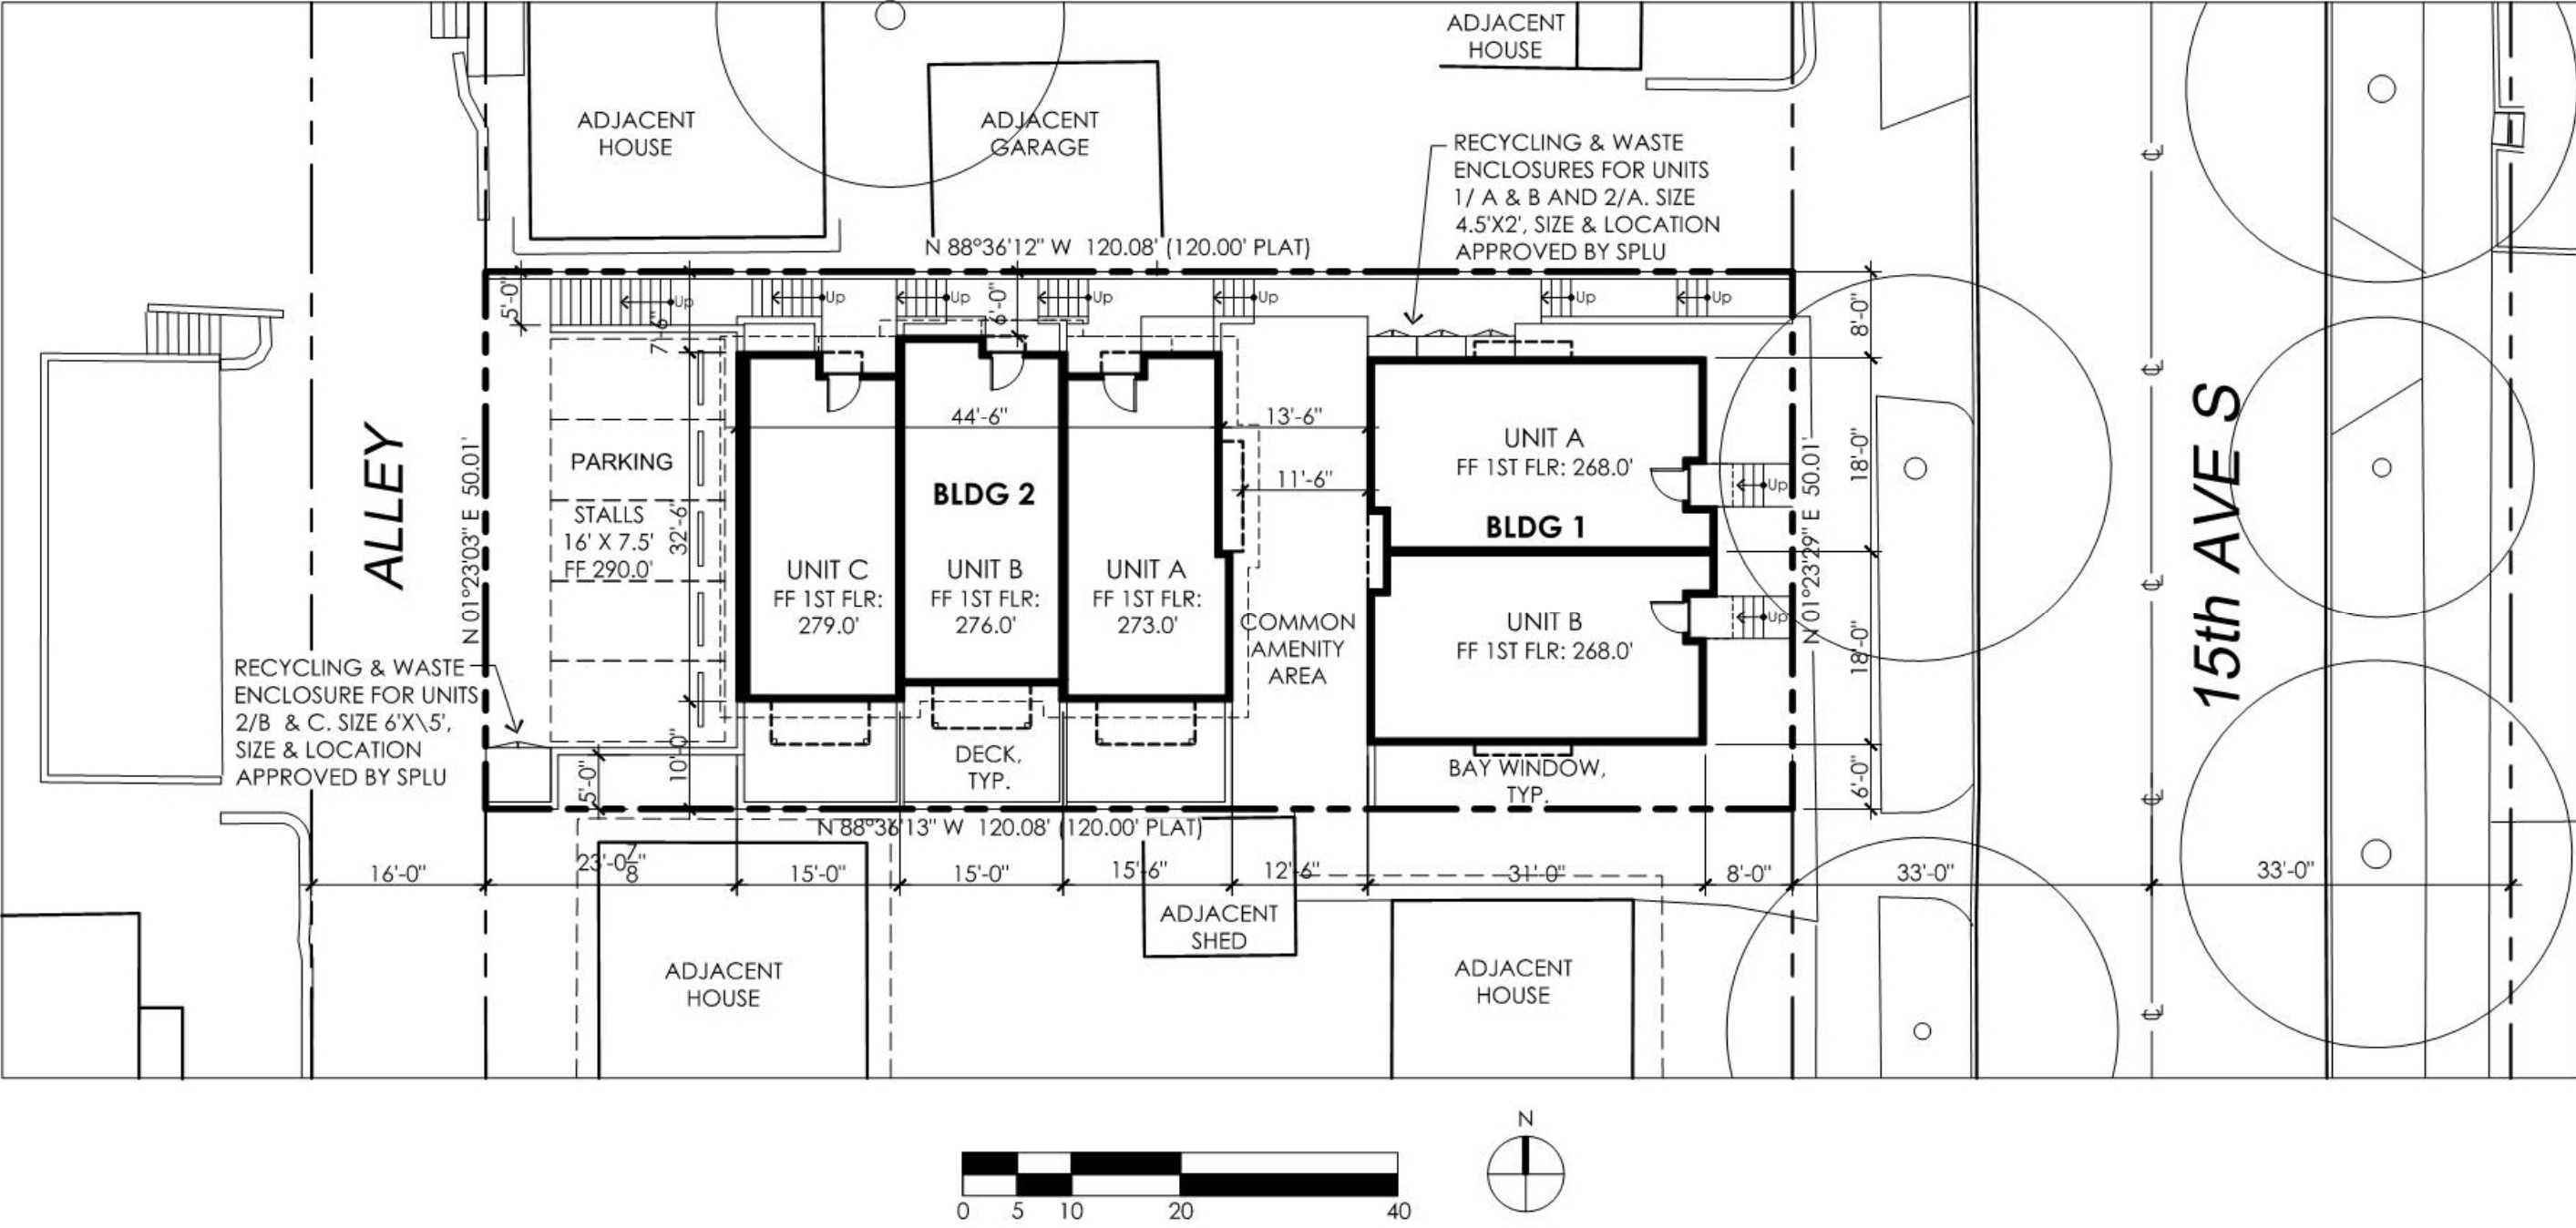 ADJACENT
HOUSE
ADJACENT
HOUSE
ADJACENT
GARAGE
RECYCLING & WASTE
ENCLOSURES FOR UNITS
1/ A & B AND 2/A. SIZE
4.5'X2', SIZE & LOCATION
APPROVED BY SPLU
N 88°36'12" W 120.08' (120.00' PLAT)
5'-0"
Up
Up
Up
Up
Up
Up
Up
7'-6"
6'-0"
8'-0"
44'-6"
13'-6"
11'-6"
ALLEY
N 01°23'03" E 50.01'
PARKING
STALLS
16' X 7.5'
FF 290.0'
32'-6"
BLDG 2
UNIT C
FF 1ST FLR:
279.0'
UNIT B
FF 1ST FLR:
276.0'
UNIT A
FF 1ST FLR:
273.0'
COMMON
AMENITY
AREA
UNIT A
FF 1ST FLR: 268.0'
BLDG 1
UNIT B
FF 1ST FLR: 268.0'
Up
Up
N 01°23'29" E 50.01'
18'-0"
18'-0"
6'-0"
15th AVE S
℄
℄
℄
℄
℄
RECYCLING & WASTE
ENCLOSURE FOR UNITS
2/B & C. SIZE 6'X\5',
SIZE & LOCATION
APPROVED BY SPLU
5'-0"
10'-0"
DECK,
TYP.
BAY WINDOW,
TYP.
N 88°36'13" W 120.08' (120.00' PLAT)
16'-0"
23'-0 7/8"
15'-0"
15'-0"
15'-6"
12'-6"
31'-0"
8'-0"
33'-0"
33'-0"
ADJACENT
SHED
ADJACENT
HOUSE
ADJACENT
HOUSE
N
0 5 10 20 40